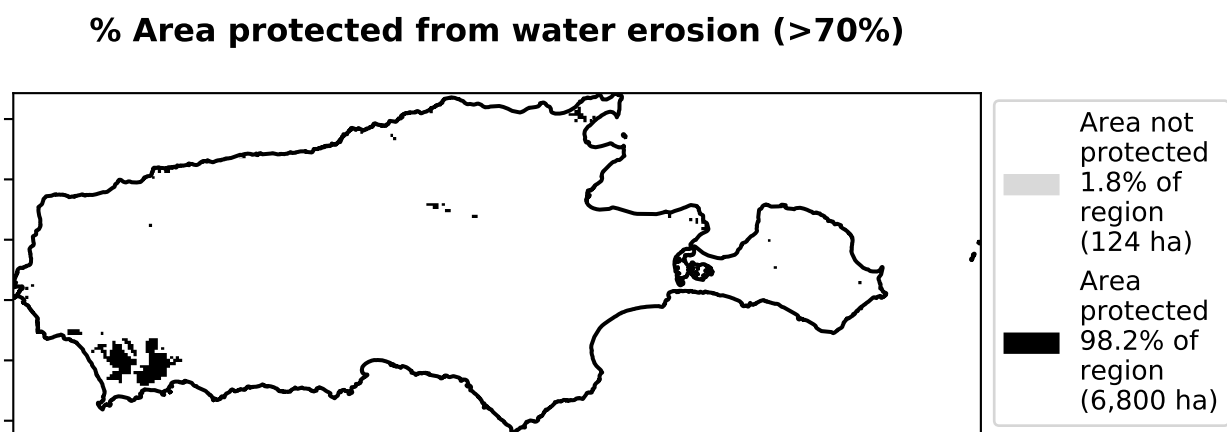 % Area protected from water erosion (>70%)
Area not
protected
1.8% of
region
(124 ha)
Area
protected
98.2% of
region
(6,800 ha)